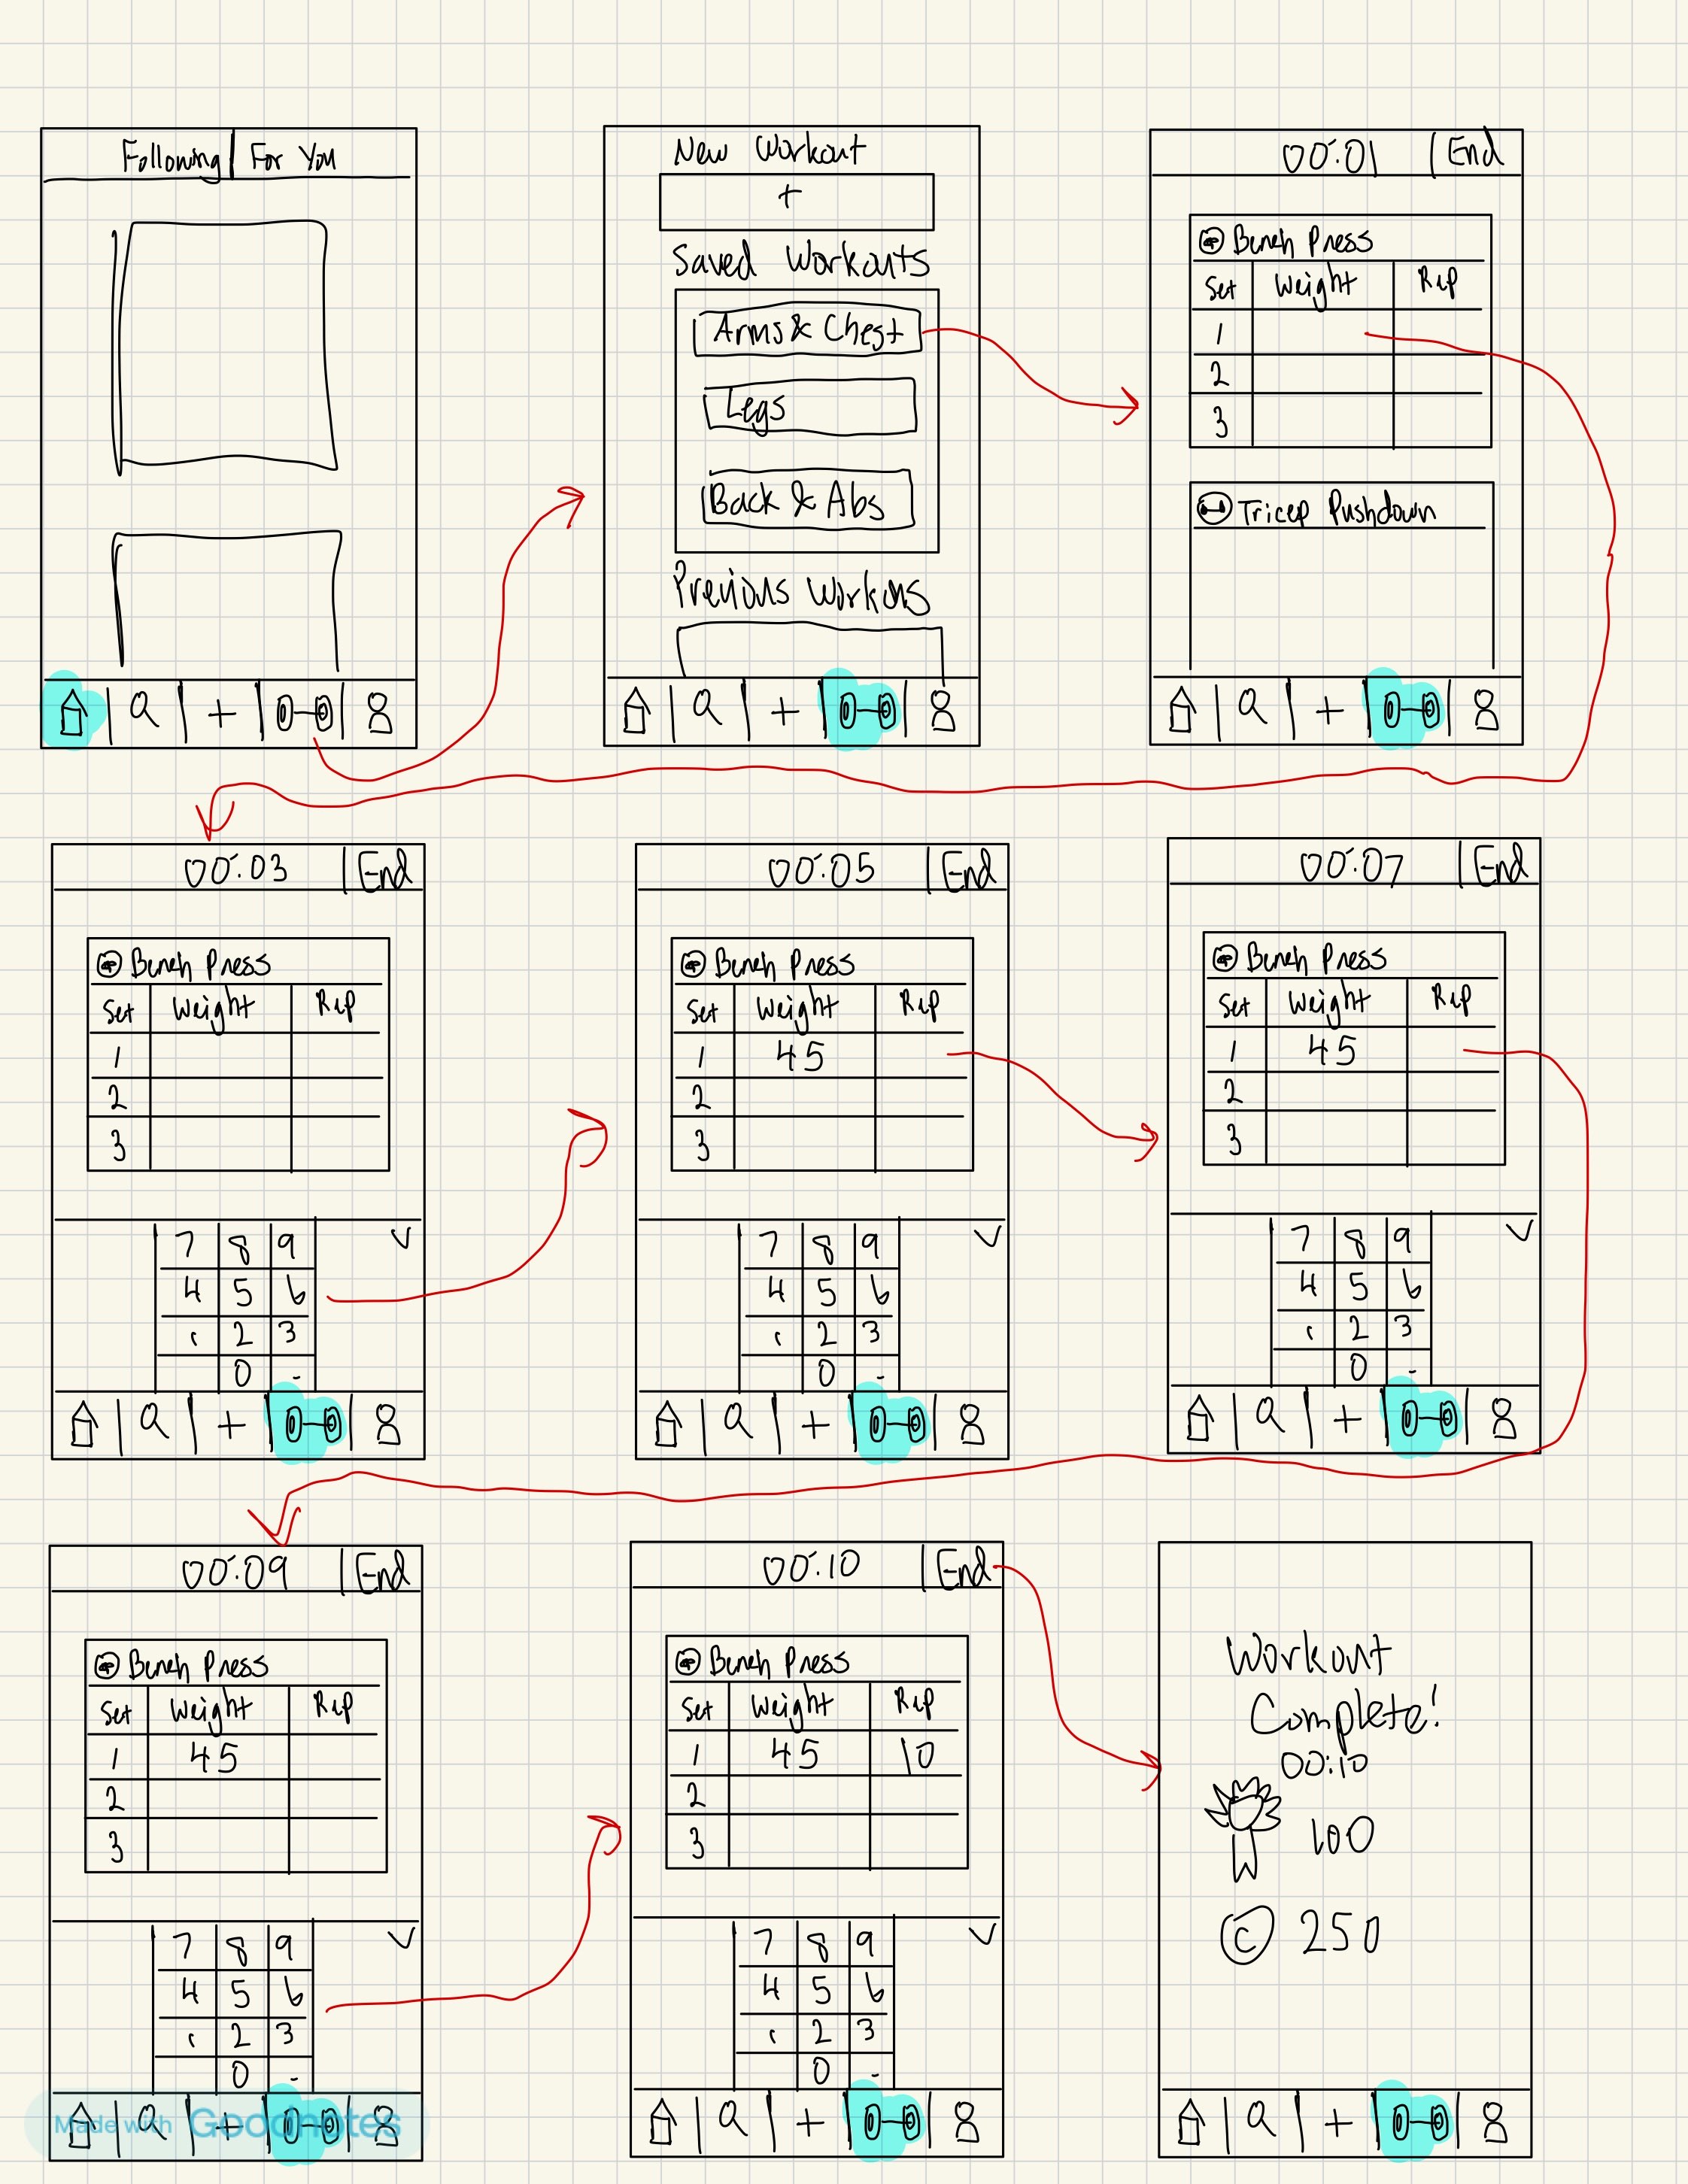 Following | For You
New Workout
+
Saved Workouts
Arms & Chest
Legs
Back & Abs
Previous Workous
00:01 | End
Bench Press
Set Weight Rep
1
2
3
Tricep Pushdown
+
+
+
00:03 | End
Bench Press
Set Weight Rep
1
2
3
7 8 9
4 5 6
1 2 3
0 .
+
00:05 | End
Bench Press
Set Weight Rep
1 45
2
3
7 8 9
4 5 6
1 2 3
0 .
+
00:07 | End
Bench Press
Set Weight Rep
1 45
2
3
7 8 9
4 5 6
1 2 3
0 .
+
00:09 | End
Bench Press
Set Weight Rep
1 45
2
3
7 8 9
4 5 6
1 2 3
0 .
+
Made with Goodnotes
00:10 | End
Bench Press
Set Weight Rep
1 45 10
2
3
7 8 9
4 5 6
1 2 3
0 .
+
Workout
Complete!
00:10
100
© 250
+